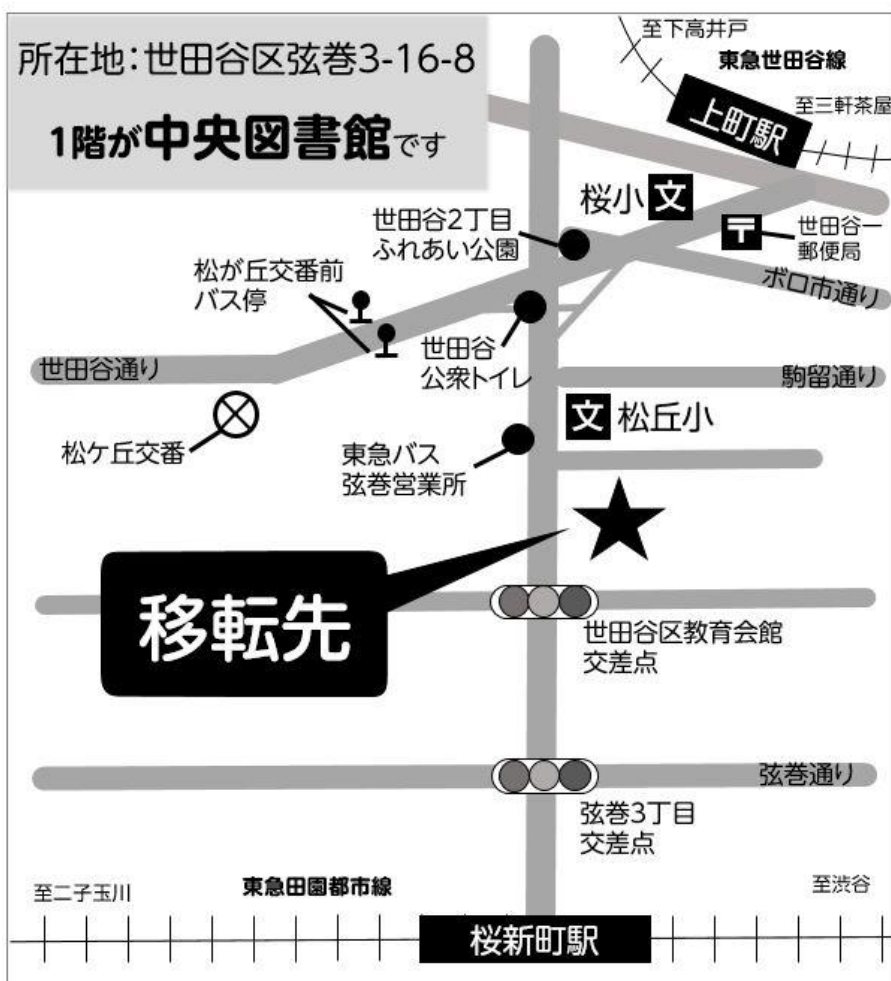 所在地：世田谷区弦巻3-16-8
1階が中央図書館です
至下高井戸
東急世田谷線
至三軒茶屋
上町駅
桜小
文
世田谷一
郵便局
世田谷2丁目
ふれあい公園
松が丘交番前
バス停
ボロ市通り
世田谷
公衆トイレ
世田谷通り
駒留通り
文
松丘小
松ケ丘交番
東急バス
弦巻営業所
移転先
世田谷区教育会館
交差点
弦巻通り
弦巻3丁目
交差点
至二子玉川
東急田園都市線
至渋谷
桜新町駅